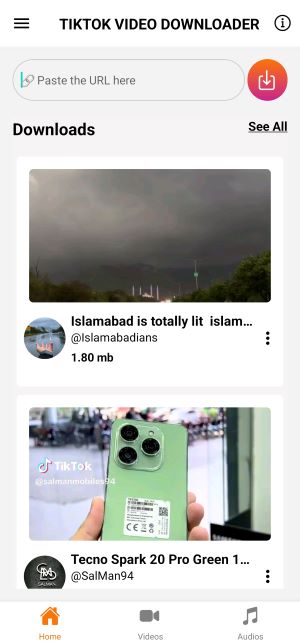 TIKTOK VIDEO DOWNLOADER
Paste the URL here
Downloads
See All
Islamabad is totally lit islam...
@Islamabadians
1.80 mb
TikTok
@salmanmobiles94
Tecno Spark 20 Pro Green 1...
@SalMan94
Home
Videos
Audios